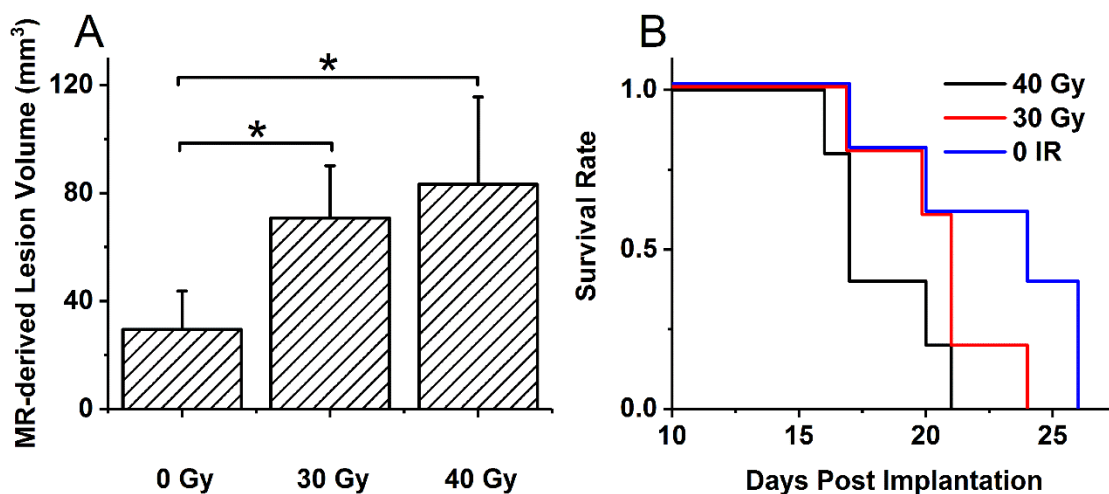 A
MR-derived Lesion Volume (mm³)
120
80
40
0
*
*
0 Gy 30 Gy 40 Gy
B
Survival Rate
1.0
0.5
0.0
40 Gy
30 Gy
0 IR
10 15 20 25
Days Post Implantation